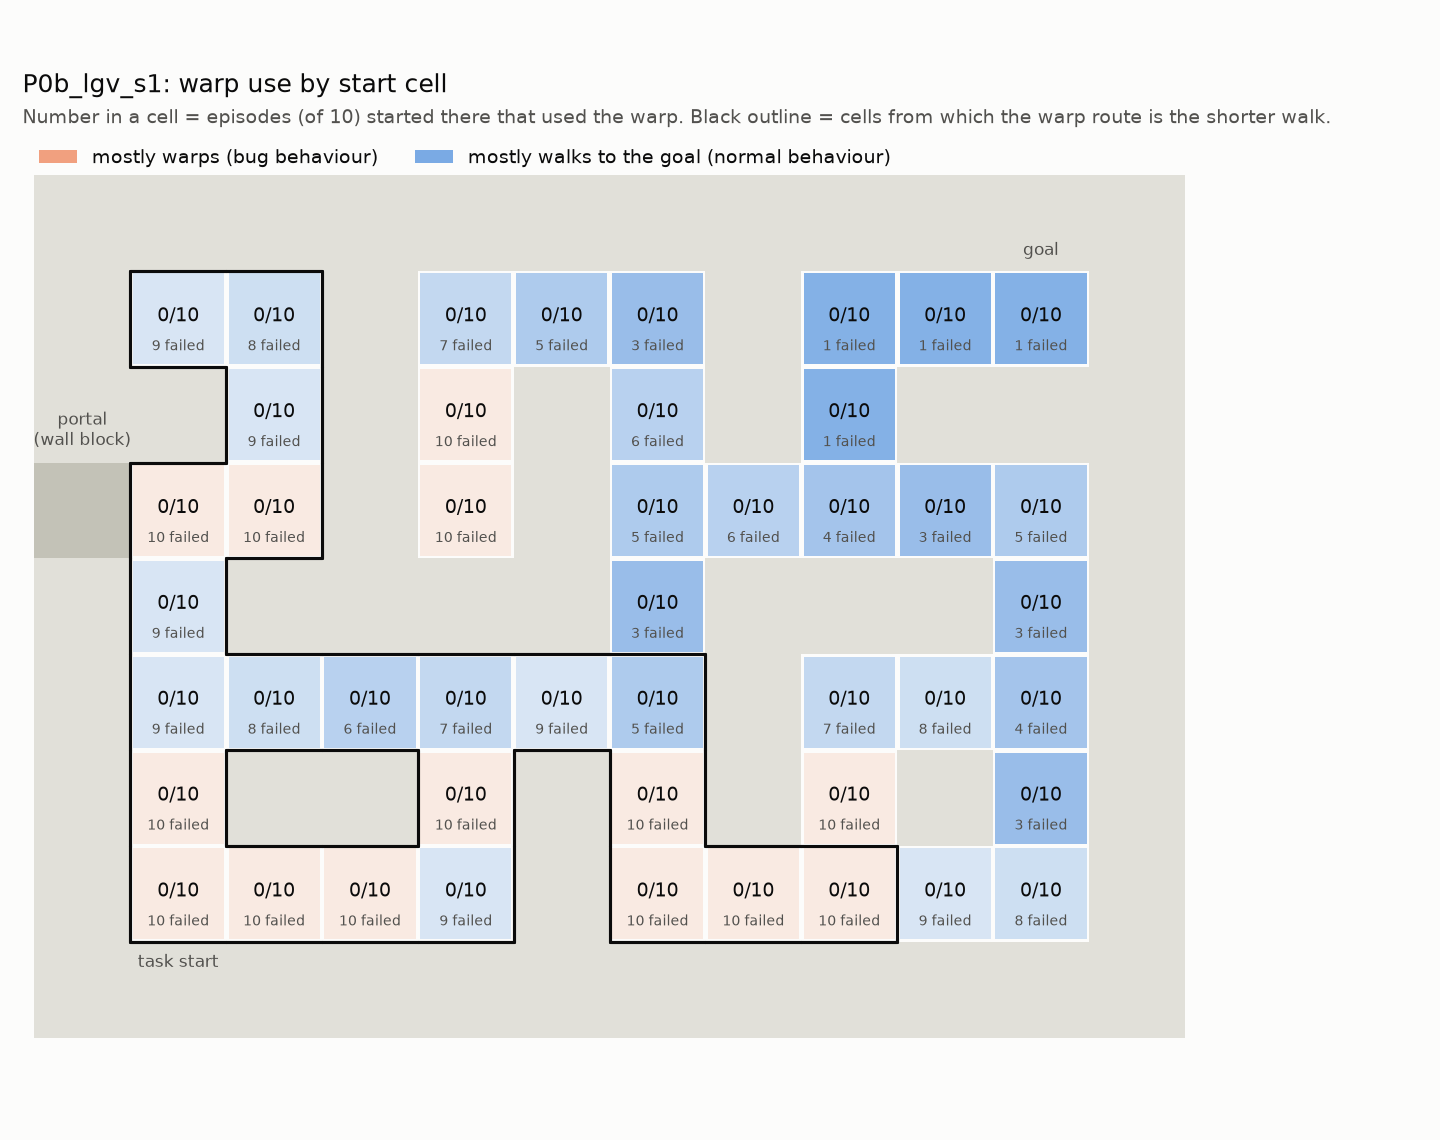 P0b_lgv_s1: warp use by start cell
Number in a cell = episodes (of 10) started there that used the warp. Black outline = cells from which the warp route is the shorter walk.
mostly warps (bug behaviour) mostly walks to the goal (normal behaviour)
goal
0/10 0/10 0/10 0/10 0/10 0/10 0/10 0/10
9 failed 8 failed 7 failed 5 failed 3 failed 1 failed 1 failed 1 failed
portal
(wall block)
0/10 0/10 0/10 0/10
9 failed 10 failed 6 failed 1 failed
0/10 0/10 0/10 0/10 0/10 0/10 0/10 0/10
10 failed 10 failed 10 failed 5 failed 6 failed 4 failed 3 failed 5 failed
0/10 0/10 0/10
9 failed 3 failed 3 failed
0/10 0/10 0/10 0/10 0/10 0/10 0/10 0/10 0/10
9 failed 8 failed 6 failed 7 failed 9 failed 5 failed 7 failed 8 failed 4 failed
0/10 0/10 0/10 0/10 0/10
10 failed 10 failed 10 failed 10 failed 3 failed
0/10 0/10 0/10 0/10 0/10 0/10 0/10 0/10 0/10
10 failed 10 failed 10 failed 9 failed 10 failed 10 failed 10 failed 9 failed 8 failed
task start